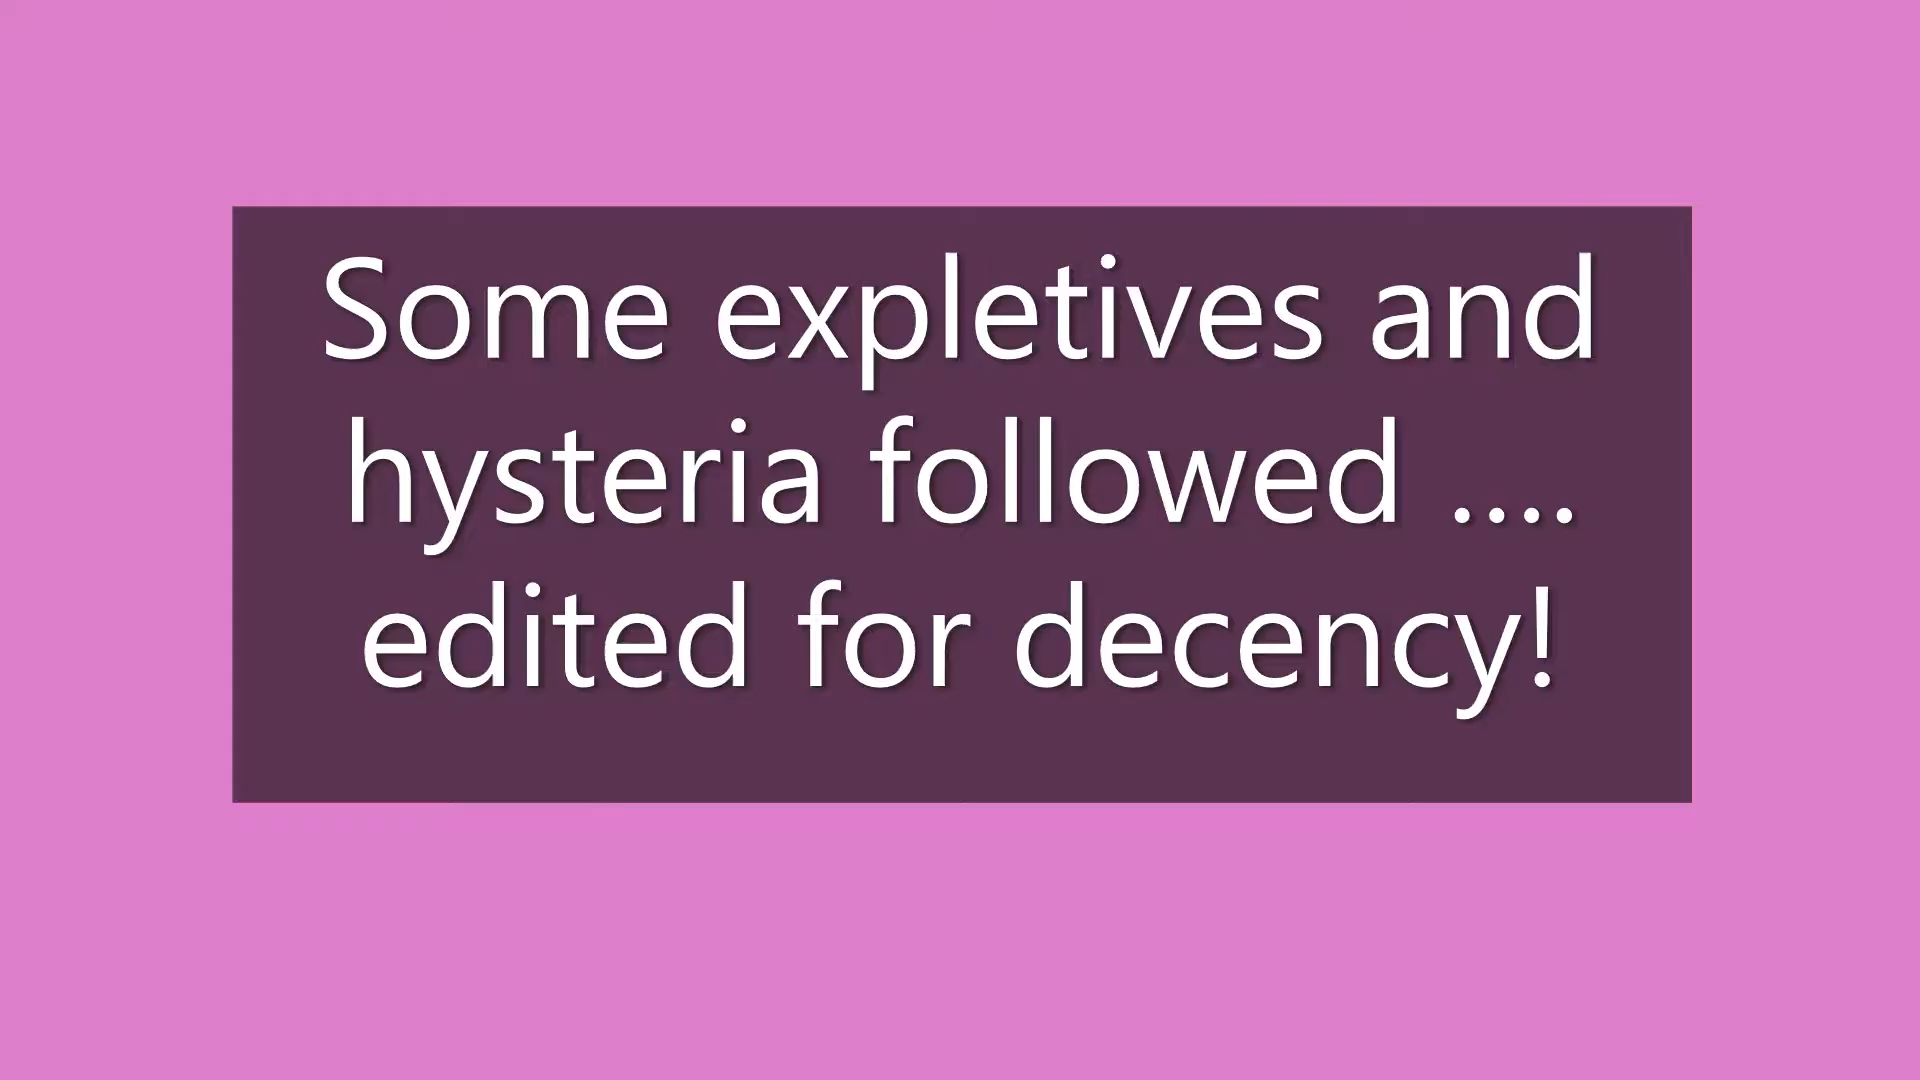 Some expletives and
hysteria followed ....
edited for decency!